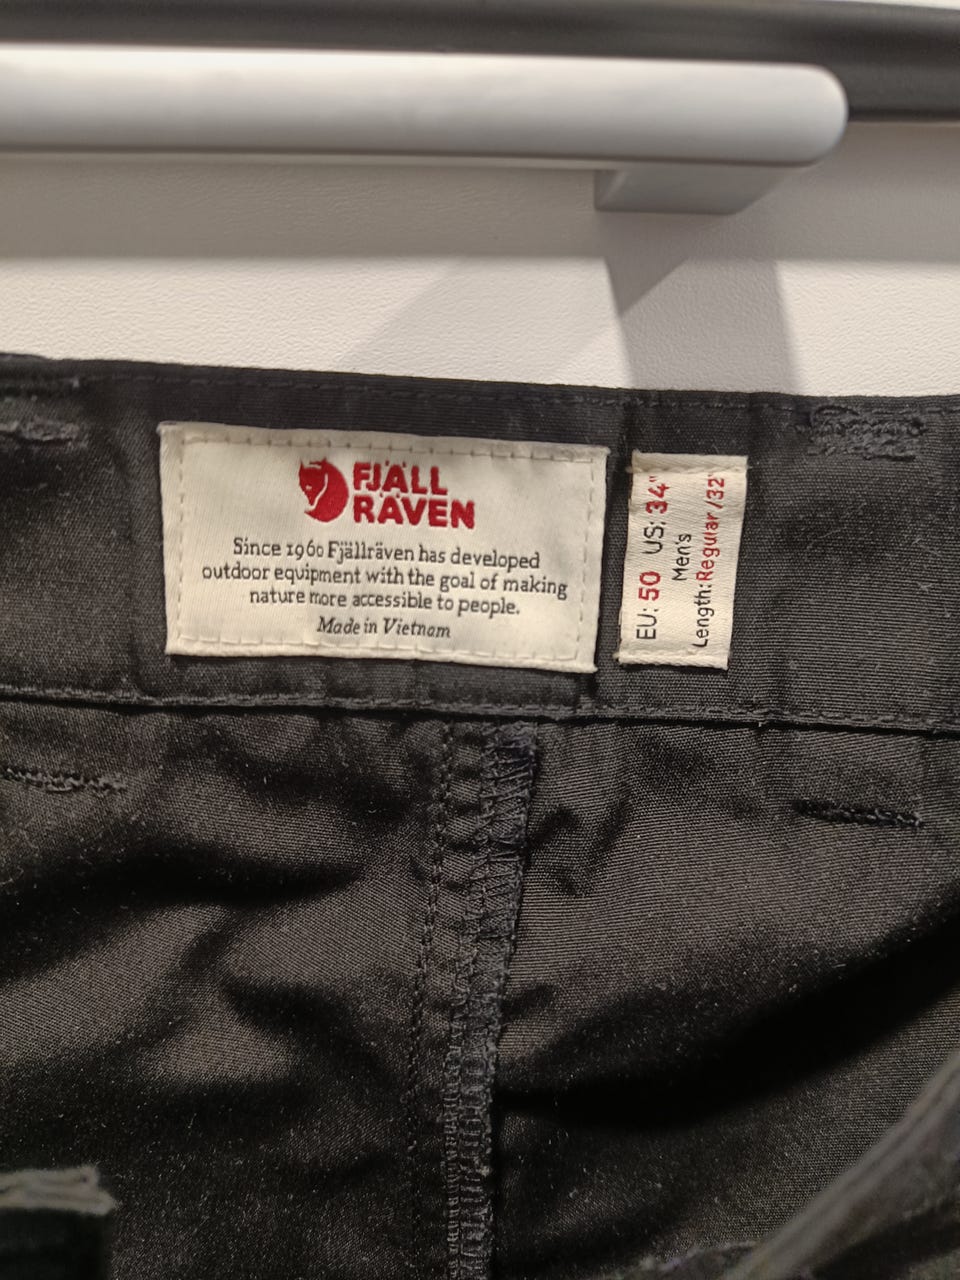 FJÄLL
RÄVEN
Since 1960 Fjällräven has developed
outdoor equipment with the goal of making
nature more accessible to people.
Made in Vietnam
EU: 50 US: 34"
Men's
Length: Regular /32"